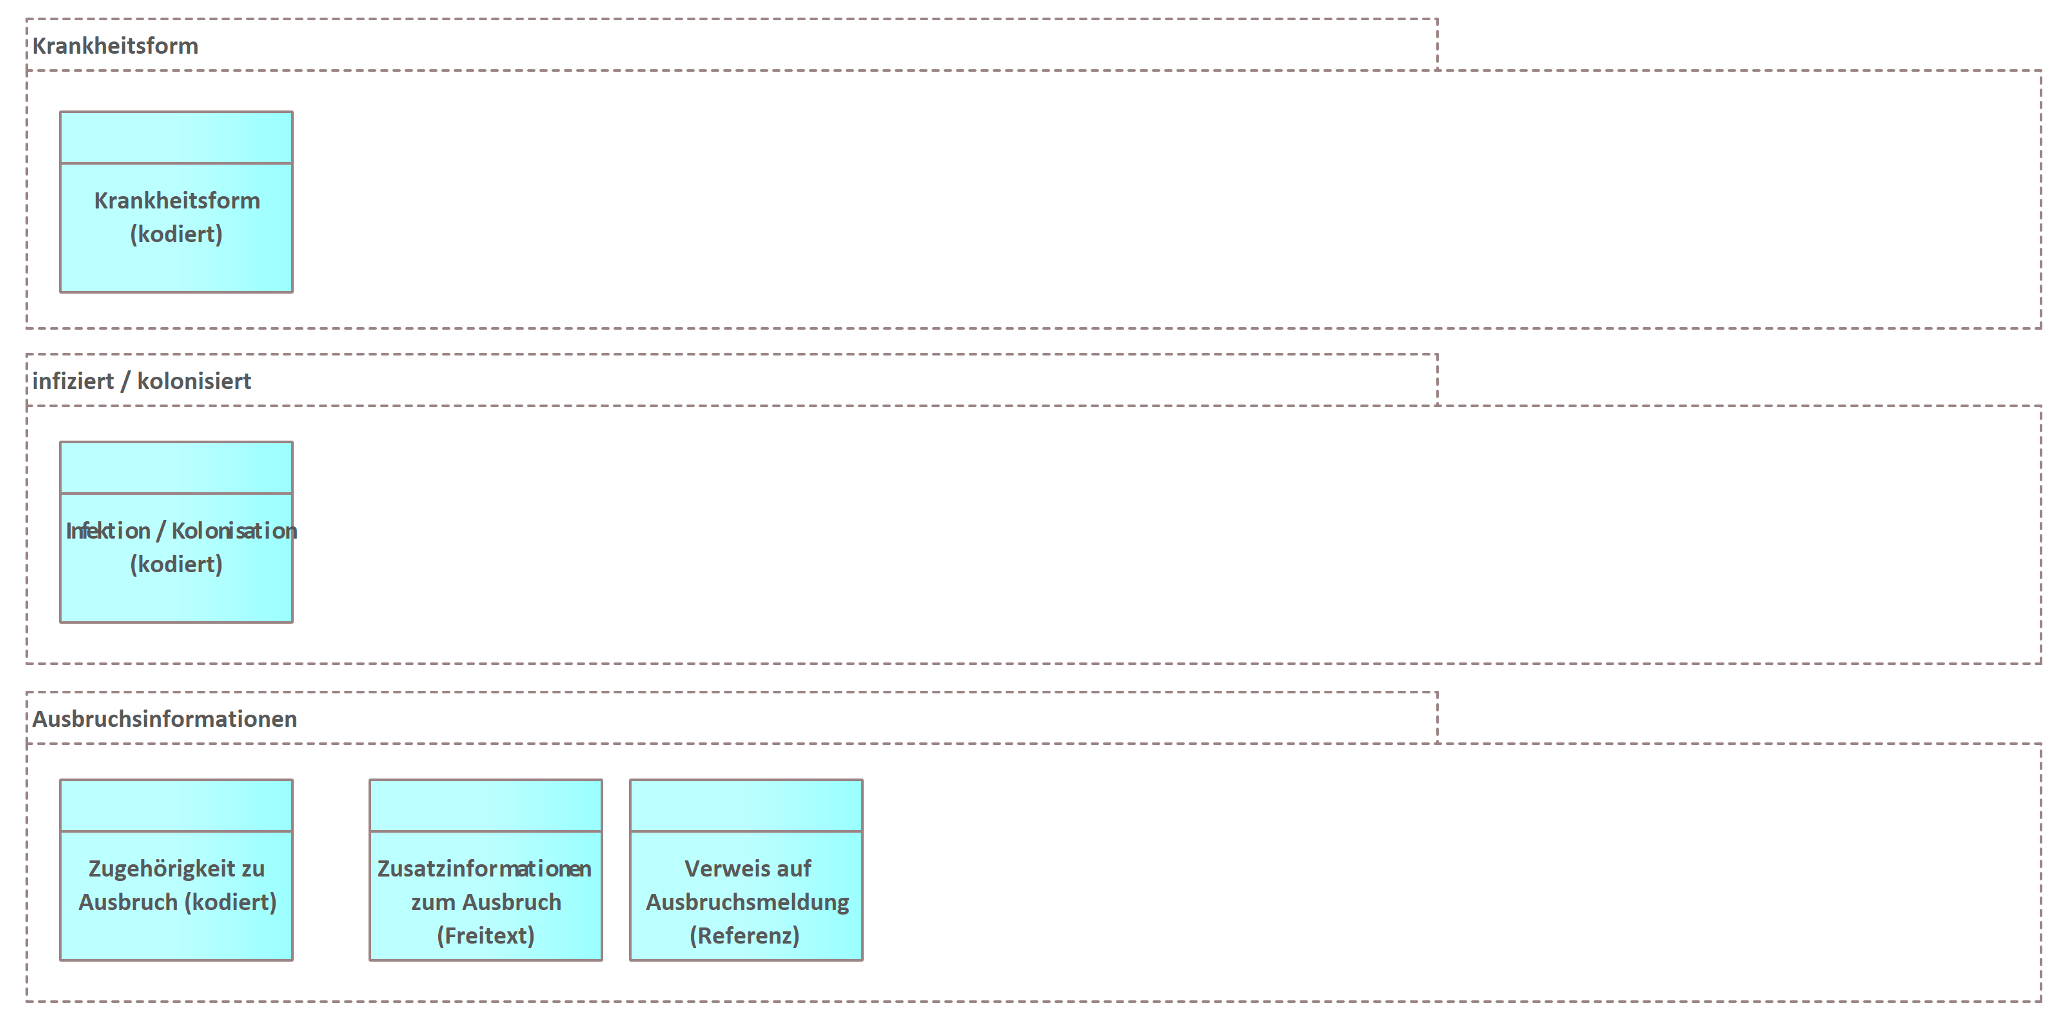 Krankheitsform
Krankheitsform
(kodiert)
infiziert / kolonisiert
Infektion / Kolonisation
(kodiert)
Ausbruchsinformationen
Zugehörigkeit zu
Ausbruch (kodiert)
Zusatzinformationen
zum Ausbruch
(Freitext)
Verweis auf
Ausbruchsmeldung
(Referenz)